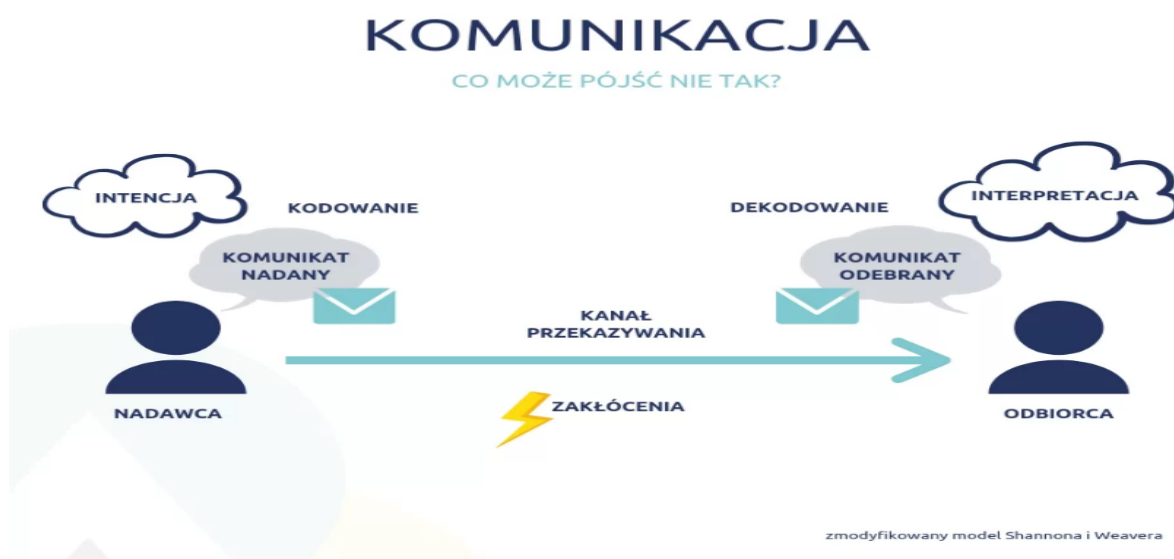 KOMUNIKACJA
CO MOŻE PÓJŚĆ NIE TAK?
INTENCJA
KODOWANIE
KOMUNIKAT
NADANY
DEKODOWANIE
INTERPRETACJA
KOMUNIKAT
ODEBRANY
KANAŁ
PRZEKAZYWANIA
ZAKŁÓCENIA
NADAWCA
ODBIORCA
zmodyfikowany model Shannona i Weavera